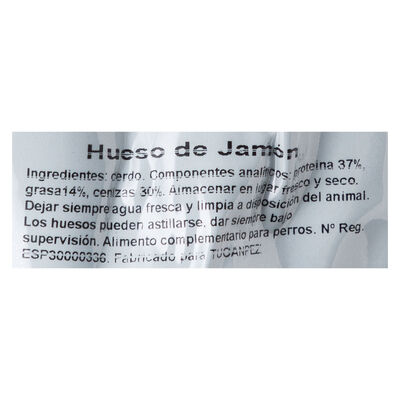 Hueso de Jamón
Ingredientes: cerdo. Componentes analíticos: proteina 37%,
grasa14%, cenizas 30%. Almacenar en lugar fresco y seco.
Dejar siempre agua fresca y limpia a disposición del animal.
Los huesos pueden astillarse, dar siempre bajo
supervisión. Alimento complementario para perros. Nº Reg.
ESP30000336. Fabricado para TUCANPEZ.